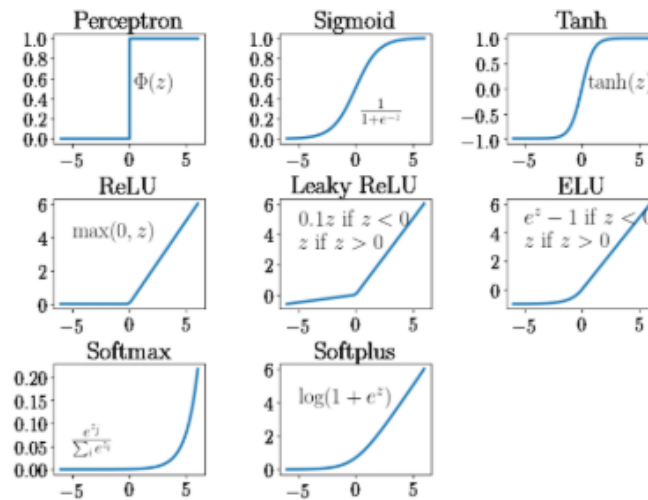 Perceptron
1.0
0.8
0.6
0.4
0.2
0.0
Φ(z)
−5 0 5
Sigmoid
1.0
0.8
0.6
0.4
0.2
0.0
1/(1+e^{−z})
−5 0 5
Tanh
1.0
0.5
0.0
−0.5
−1.0
tanh(z)
−5 0 5
ReLU
6
4
2
0
max(0, z)
−5 0 5
Leaky ReLU
6
4
2
0
0.1z if z < 0
z if z > 0
−5 0 5
ELU
6
4
2
0
e^z − 1 if z < 0
z if z > 0
−5 0 5
Softmax
0.20
0.15
0.10
0.05
0.00
−5 0 5
Softplus
6
4
2
0
log(1 + e^z)
−5 0 5